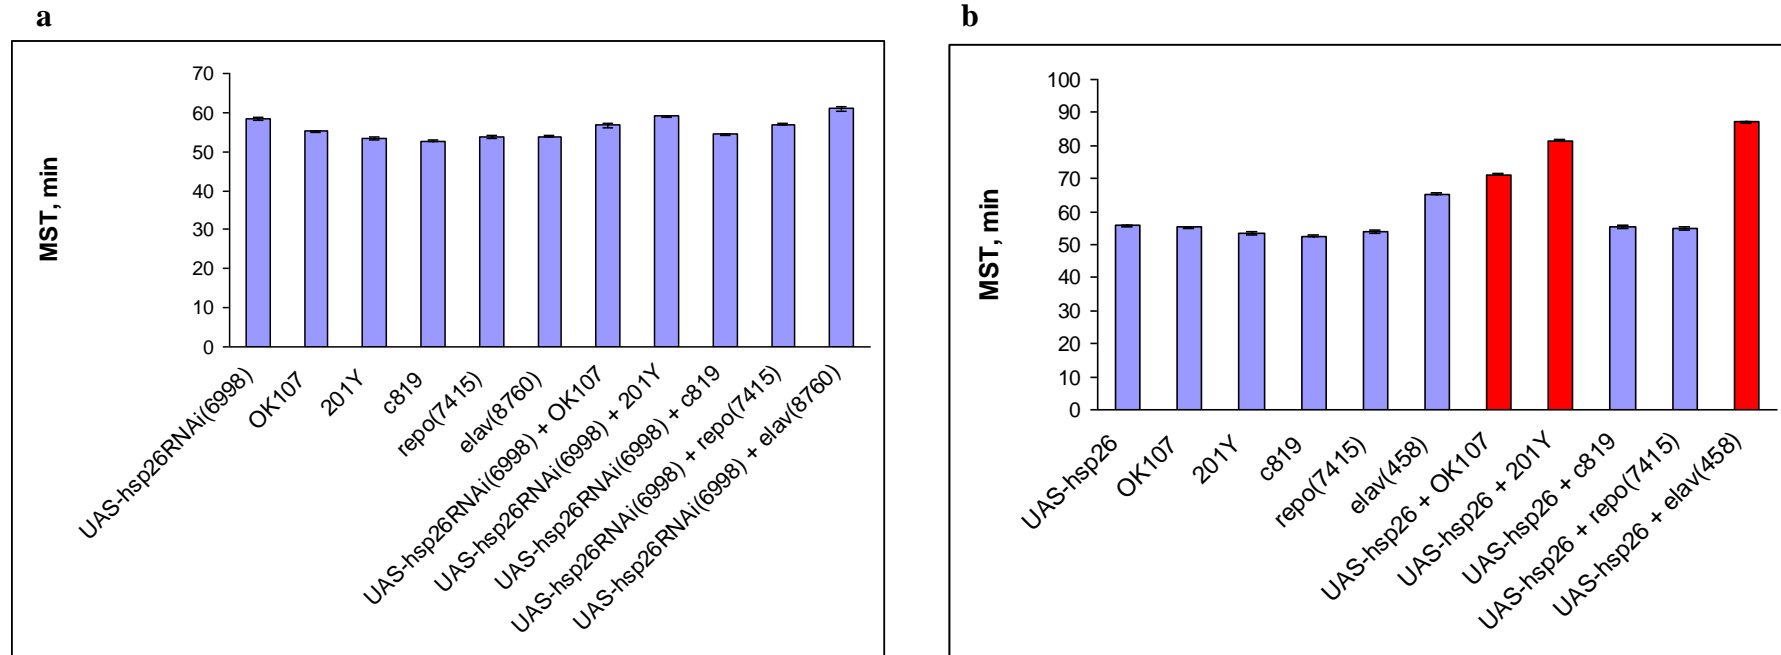 a
70
60
50
40
30
20
10
0
MST, min
UAS-hsp26RNAi(6998)
OK107
201Y
c819
repo(7415)
elav(8760)
UAS-hsp26RNAi(6998) + OK107
UAS-hsp26RNAi(6998) + 201Y
UAS-hsp26RNAi(6998) + c819
UAS-hsp26RNAi(6998) + repo(7415)
UAS-hsp26RNAi(6998) + elav(8760)
b
100
90
80
70
60
50
40
30
20
10
0
MST, min
UAS-hsp26
OK107
201Y
c819
repo(7415)
elav(458)
UAS-hsp26 + OK107
UAS-hsp26 + 201Y
UAS-hsp26 + c819
UAS-hsp26 + repo(7415)
UAS-hsp26 + elav(458)